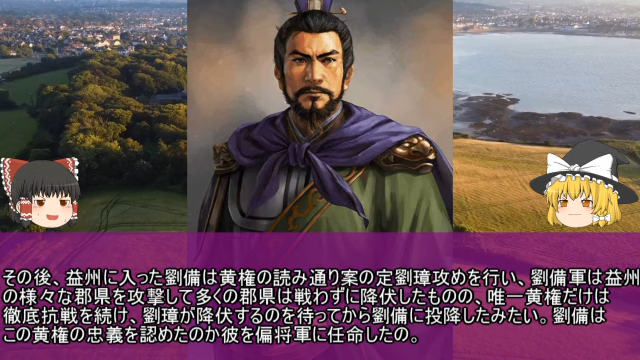 その後、益州に入った劉備は黄権の読み通り案の定劉璋攻めを行い、劉備軍は益州
の様々な郡県を攻撃して多くの郡県は戦わずに降伏したものの、唯一黄権だけは
徹底抗戦を続け、劉璋が降伏するのを待ってから劉備に投降したみたい。劉備は
この黄権の忠義を認めたのか彼を偏将軍に任命したの。